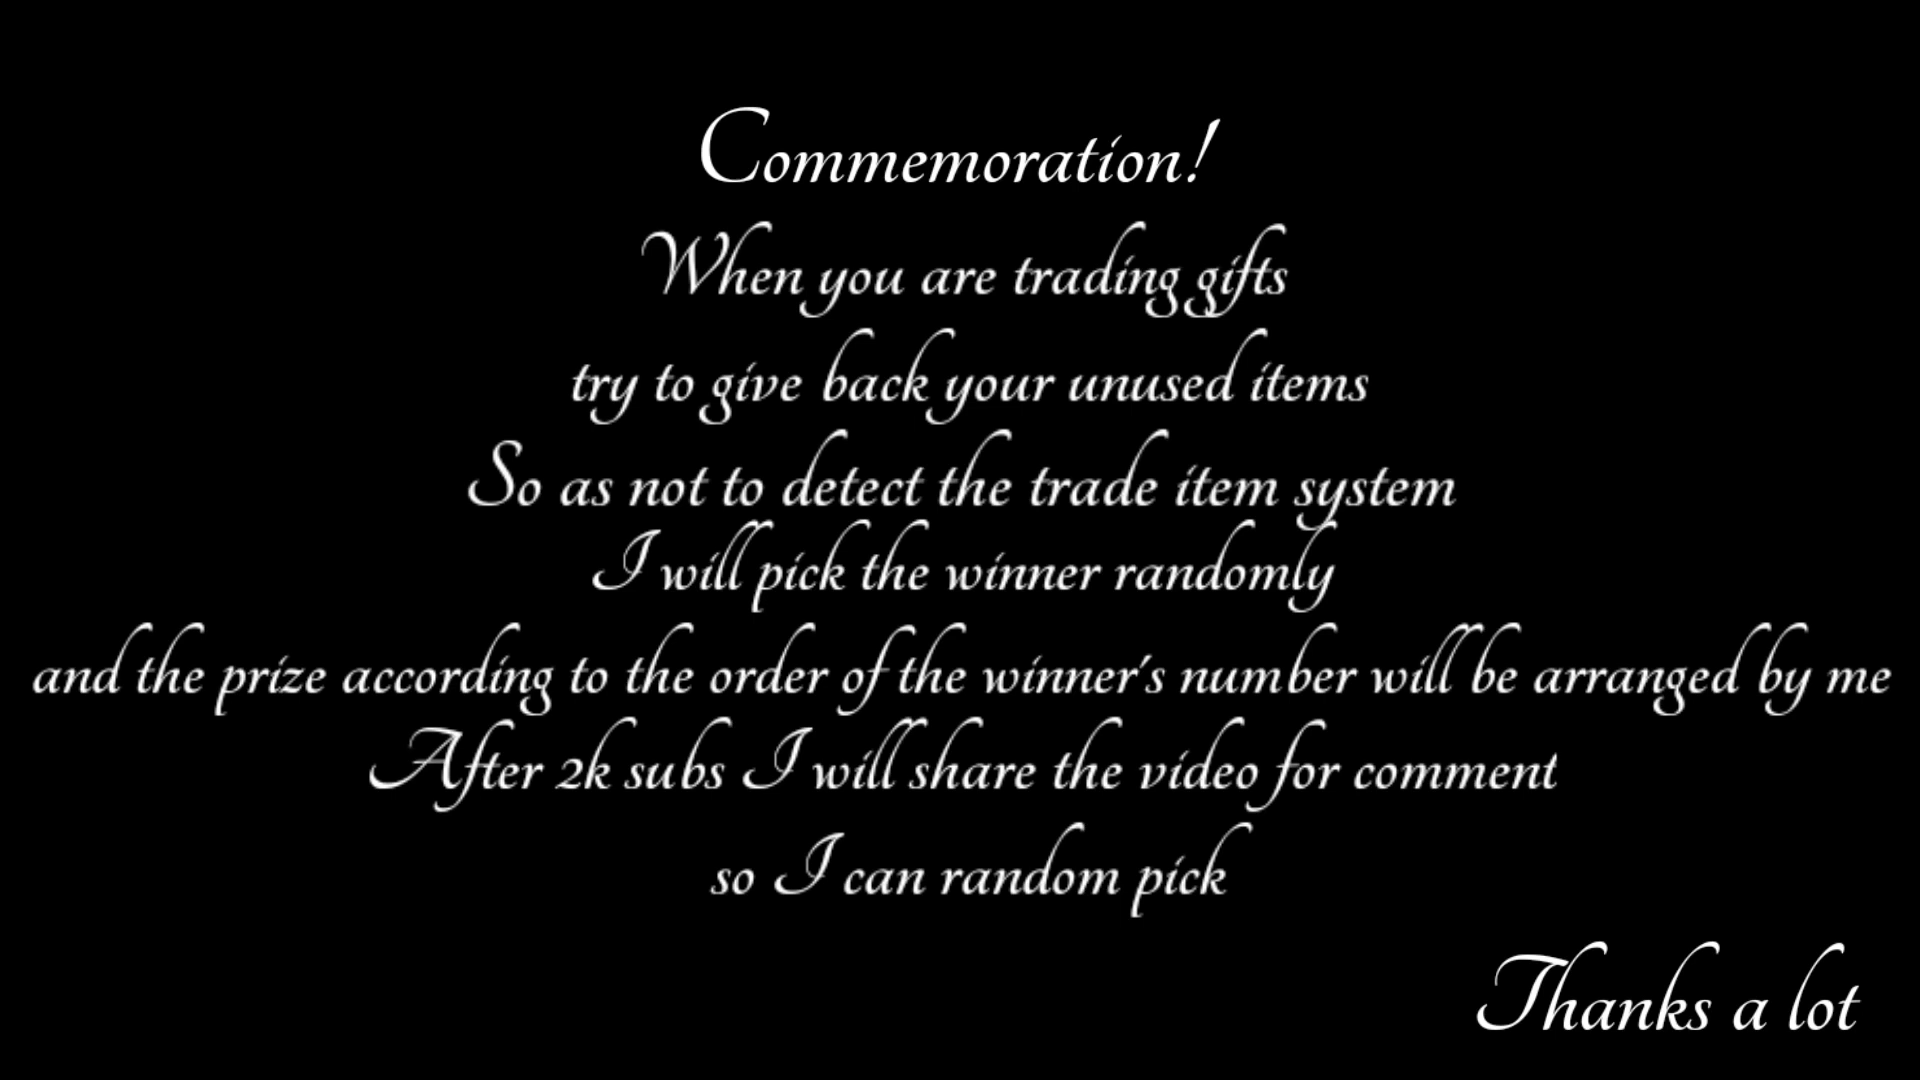 Commemoration!
When you are trading gifts
try to give back your unused items
So as not to detect the trade item system
I will pick the winner randomly
and the prize according to the order of the winner's number will be arranged by me
After 2k subs I will share the video for comment
so I can random pick
Thanks a lot